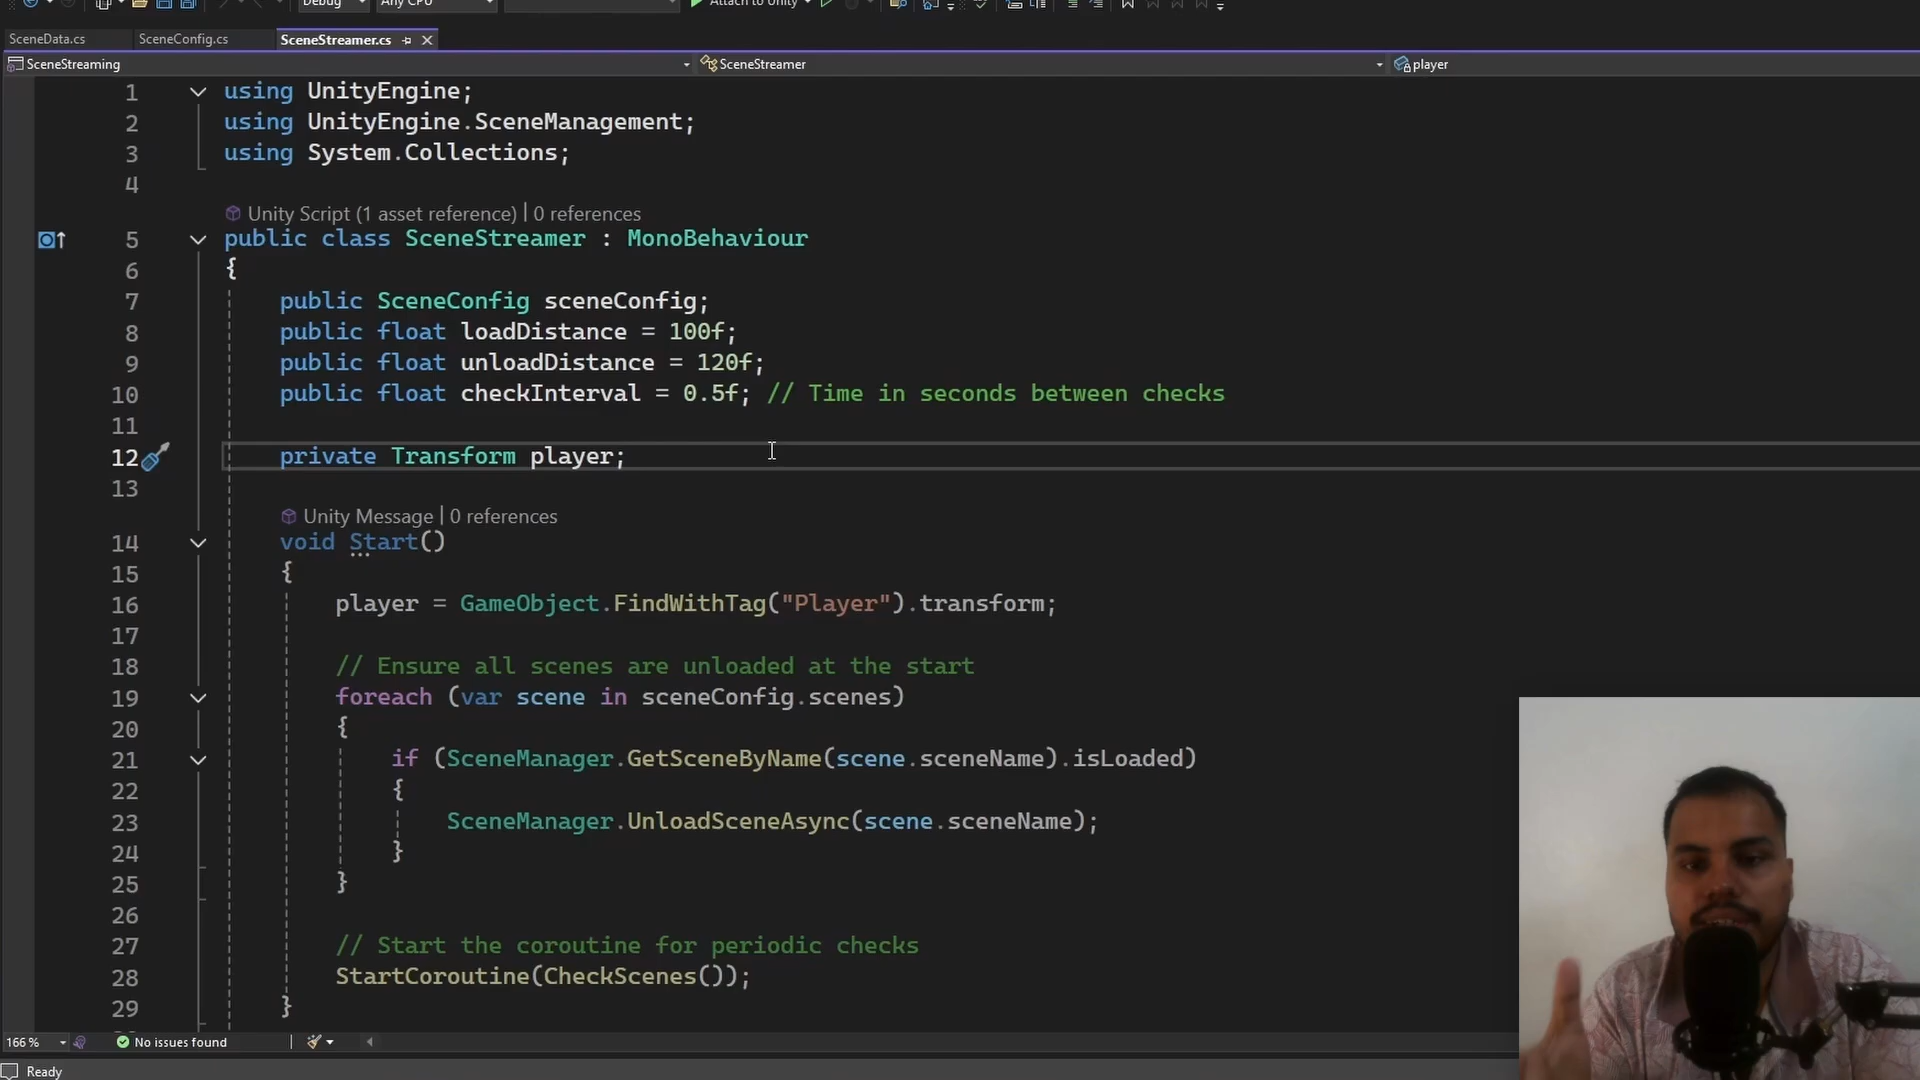 Debug Any CPU Attach to Unity
SceneData.cs SceneConfig.cs SceneStreamer.cs
SceneStreaming SceneStreamer player
1 using UnityEngine;
2 using UnityEngine.SceneManagement;
3 using System.Collections;
4
Unity Script (1 asset reference) | 0 references
5 public class SceneStreamer : MonoBehaviour
6 {
7 public SceneConfig sceneConfig;
8 public float loadDistance = 100f;
9 public float unloadDistance = 120f;
10 public float checkInterval = 0.5f; // Time in seconds between checks
11
12 private Transform player;
13
Unity Message | 0 references
14 void Start()
15 {
16 player = GameObject.FindWithTag("Player").transform;
17
18 // Ensure all scenes are unloaded at the start
19 foreach (var scene in sceneConfig.scenes)
20 {
21 if (SceneManager.GetSceneByName(scene.sceneName).isLoaded)
22 {
23 SceneManager.UnloadSceneAsync(scene.sceneName);
24 }
25 }
26
27 // Start the coroutine for periodic checks
28 StartCoroutine(CheckScenes());
29 }
166 % No issues found
Ready